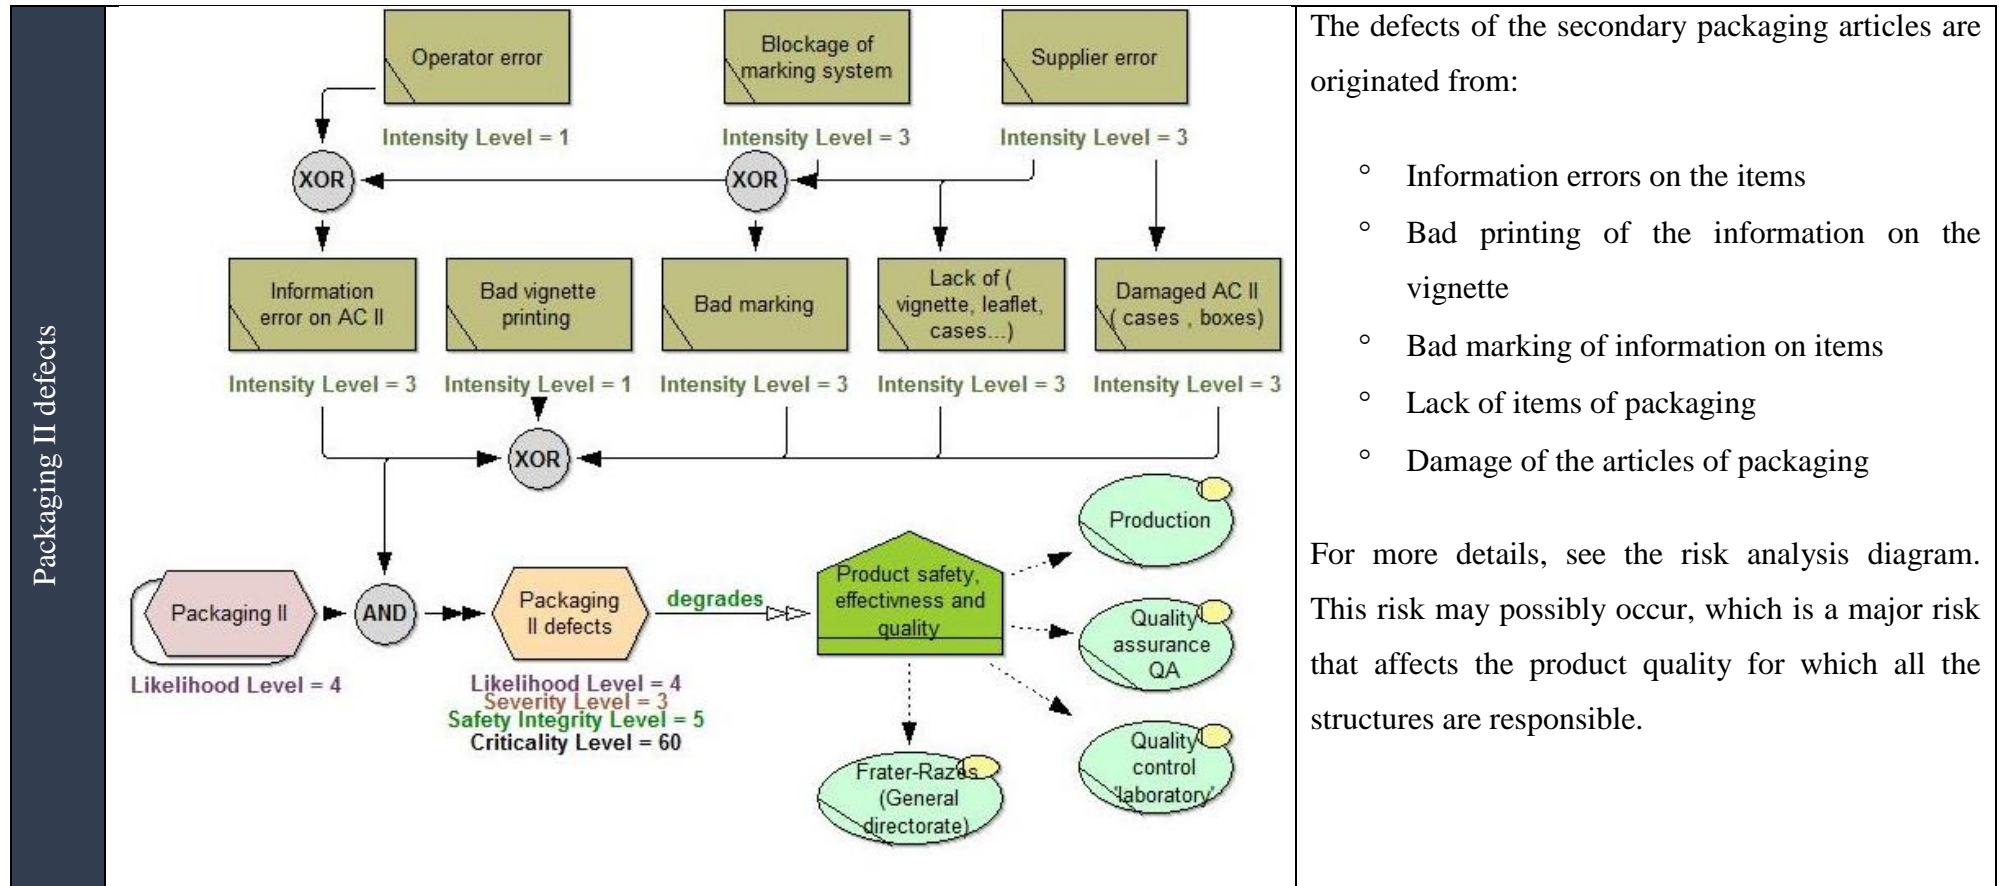 Packaging II defects
Operator error
Blockage of
marking system
Supplier error
Intensity Level = 1
Intensity Level = 3
Intensity Level = 3
XOR
XOR
Information
error on AC II
Bad vignette
printing
Bad marking
Lack of (
vignette, leaflet,
cases...)
Damaged AC II
( cases , boxes)
Intensity Level = 3
Intensity Level = 1
Intensity Level = 3
Intensity Level = 3
Intensity Level = 3
XOR
Packaging II
AND
Packaging
II defects
degrades
Product safety,
effectivness and
quality
Production
Quality
assurance
QA
Quality
control
'laboratory'
Frater-Razes
(General
directorate)
Likelihood Level = 4
Likelihood Level = 4
Severity Level = 3
Safety Integrity Level = 5
Criticality Level = 60
The defects of the secondary packaging articles are
originated from:
° Information errors on the items
° Bad printing of the information on the
vignette
° Bad marking of information on items
° Lack of items of packaging
° Damage of the articles of packaging
For more details, see the risk analysis diagram.
This risk may possibly occur, which is a major risk
that affects the product quality for which all the
structures are responsible.